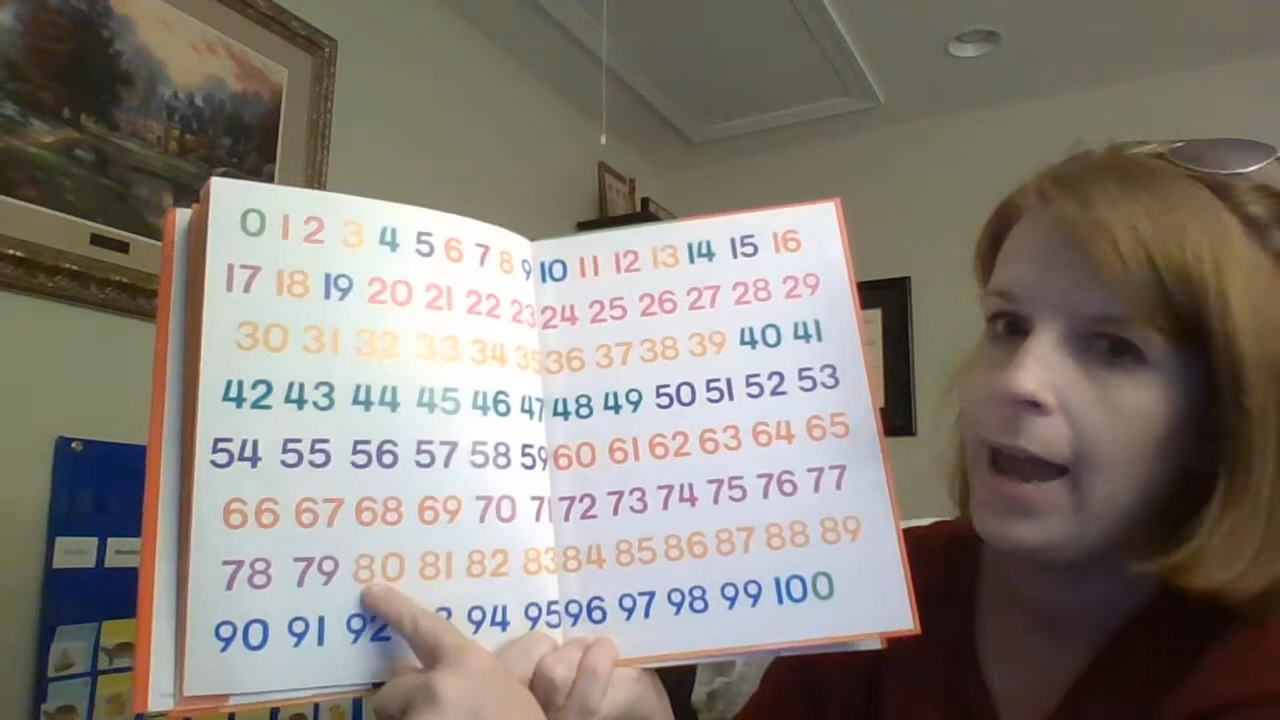 0 1 2 3 4 5 6 7 8 9 10 11 12 13 14 15 16
17 18 19 20 21 22 23 24 25 26 27 28 29
30 31 32 33 34 35 36 37 38 39 40 41
42 43 44 45 46 47 48 49 50 51 52 53
54 55 56 57 58 59 60 61 62 63 64 65
66 67 68 69 70 71 72 73 74 75 76 77
78 79 80 81 82 83 84 85 86 87 88 89
90 91 92 3 94 95 96 97 98 99 100